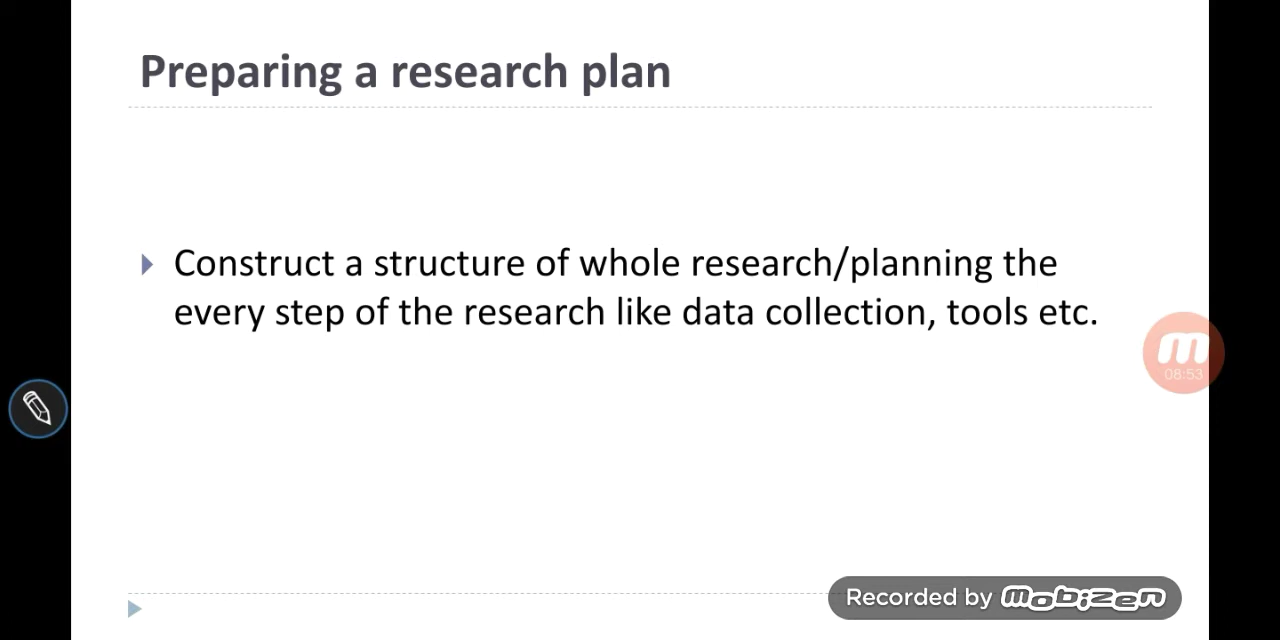 Preparing a research plan
Construct a structure of whole research/planning the
every step of the research like data collection, tools etc.
08:53
Recorded by mobizen